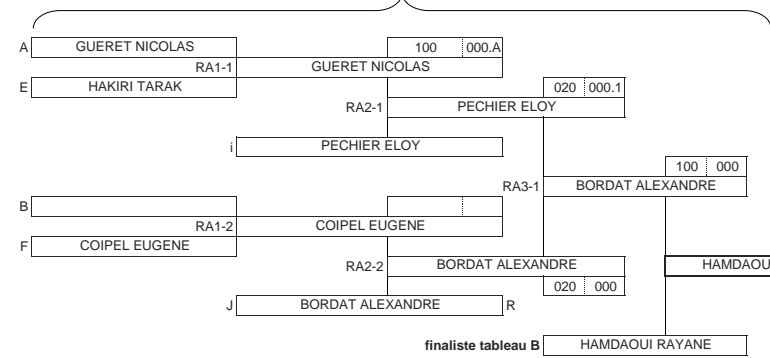 A GUERET NICOLAS 100 000.A
RA1-1 GUERET NICOLAS
E HAKIRI TARAK 020 000.1
RA2-1 PECHIER ELOY
i PECHIER ELOY
100 000
RA3-1 BORDAT ALEXANDRE
B
RA1-2 COIPEL EUGENE
F COIPEL EUGENE
RA2-2 BORDAT ALEXANDRE HAMDAOU
020 000
J BORDAT ALEXANDRE R
finaliste tableau B HAMDAOUI RAYANE